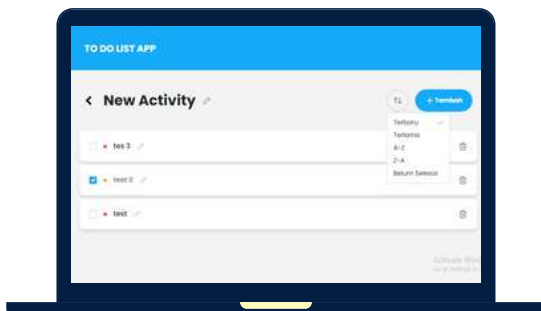 TO DO LIST APP
New Activity
+ Tambah
Terbaru
Terlama
A-Z
Z-A
Belum Selesai
tes 3
test 2
test